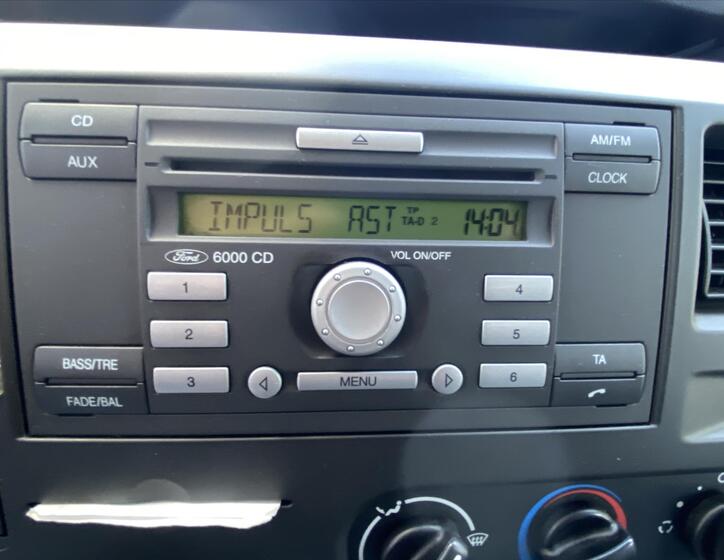 CD
AUX
AM/FM
CLOCK
IMPULS AST TP TA-D 2 14:04
Ford 6000 CD
VOL ON/OFF
1
2
3
4
5
6
MENU
BASS/TRE
FADE/BAL
TA